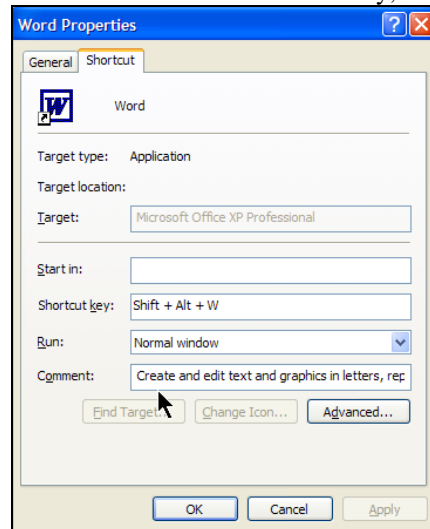 Word Properties
General Shortcut
Word
Target type: Application
Target location:
Target: Microsoft Office XP Professional
Start in:
Shortcut key: Shift + Alt + W
Run: Normal window
Comment: Create and edit text and graphics in letters, rep
Find Target... Change Icon... Advanced...
OK Cancel Apply